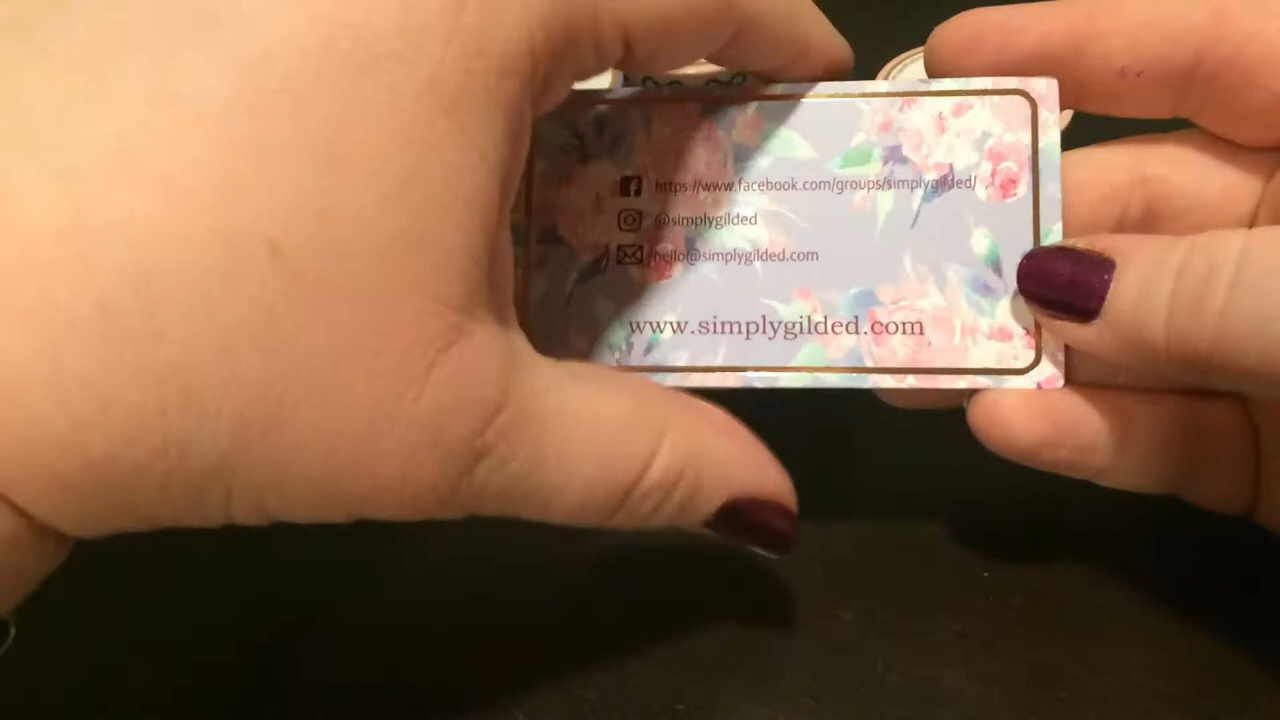 https://www.facebook.com/groups/simplygilded/
@simplygilded
hello@simplygilded.com
www.simplygilded.com